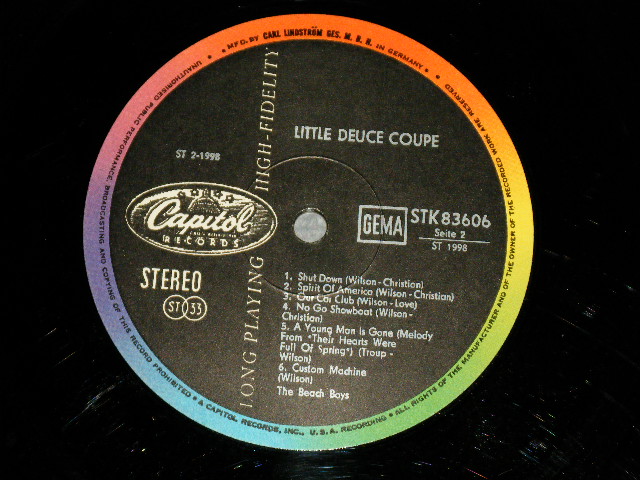 MFD. BY CARL LINDSTRÖM GES. M. B. H. IN GERMANY
ALL RIGHTS OF THE MANUFACTURER AND OF THE OWNER OF THE RECORDED WORK ARE RESERVED
A CAPITOL RECORDS, INC., U.S.A. RECORDING
UNAUTHORISED PUBLIC PERFORMANCE, BROADCASTING AND COPYING OF THIS RECORD PROHIBITED
LONG PLAYING HIGH-FIDELITY
LITTLE DEUCE COUPE
ST 2-1998
Capitol
RECORDS
GEMA
STK 83606
Seite 2
ST 1998
STEREO
ST 33
1. Shut Down (Wilson - Christion)
2. Spirit Of America (Wilson - Christian)
3. Our Car Club (Wilson - Love)
4. No Go Showboat (Wilson -
Christian)
5. A Young Man Is Gone (Melody
From "Their Hearts Were
Full Of Spring") (Troup -
Wilson)
6. Custom Machine
(Wilson)
The Beach Boys